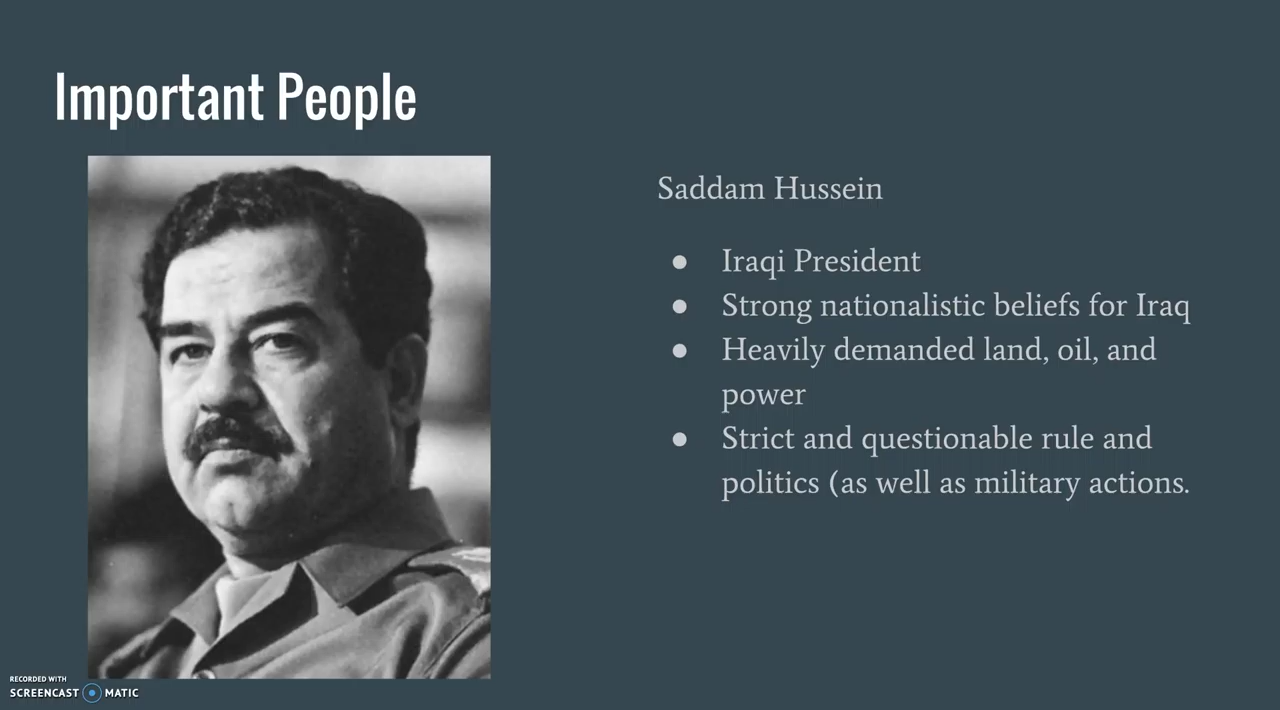 Important People
Saddam Hussein
● Iraqi President
● Strong nationalistic beliefs for Iraq
● Heavily demanded land, oil, and
power
● Strict and questionable rule and
politics (as well as military actions.
RECORDED WITH
SCREENCAST MATIC